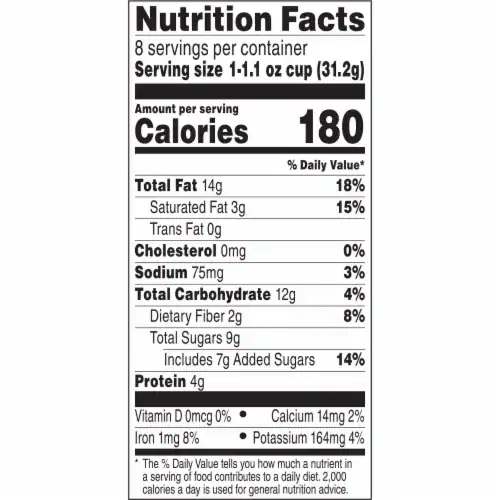 Nutrition Facts
8 servings per container
Serving size 1-1.1 oz cup (31.2g)
Amount per serving
Calories 180
% Daily Value*
Total Fat 14g 18%
Saturated Fat 3g 15%
Trans Fat 0g
Cholesterol 0mg 0%
Sodium 75mg 3%
Total Carbohydrate 12g 4%
Dietary Fiber 2g 8%
Total Sugars 9g
Includes 7g Added Sugars 14%
Protein 4g
Vitamin D 0mcg 0% • Calcium 14mg 2%
Iron 1mg 8% • Potassium 164mg 4%
* The % Daily Value tells you how much a nutrient in
a serving of food contributes to a daily diet. 2,000
calories a day is used for general nutrition advice.